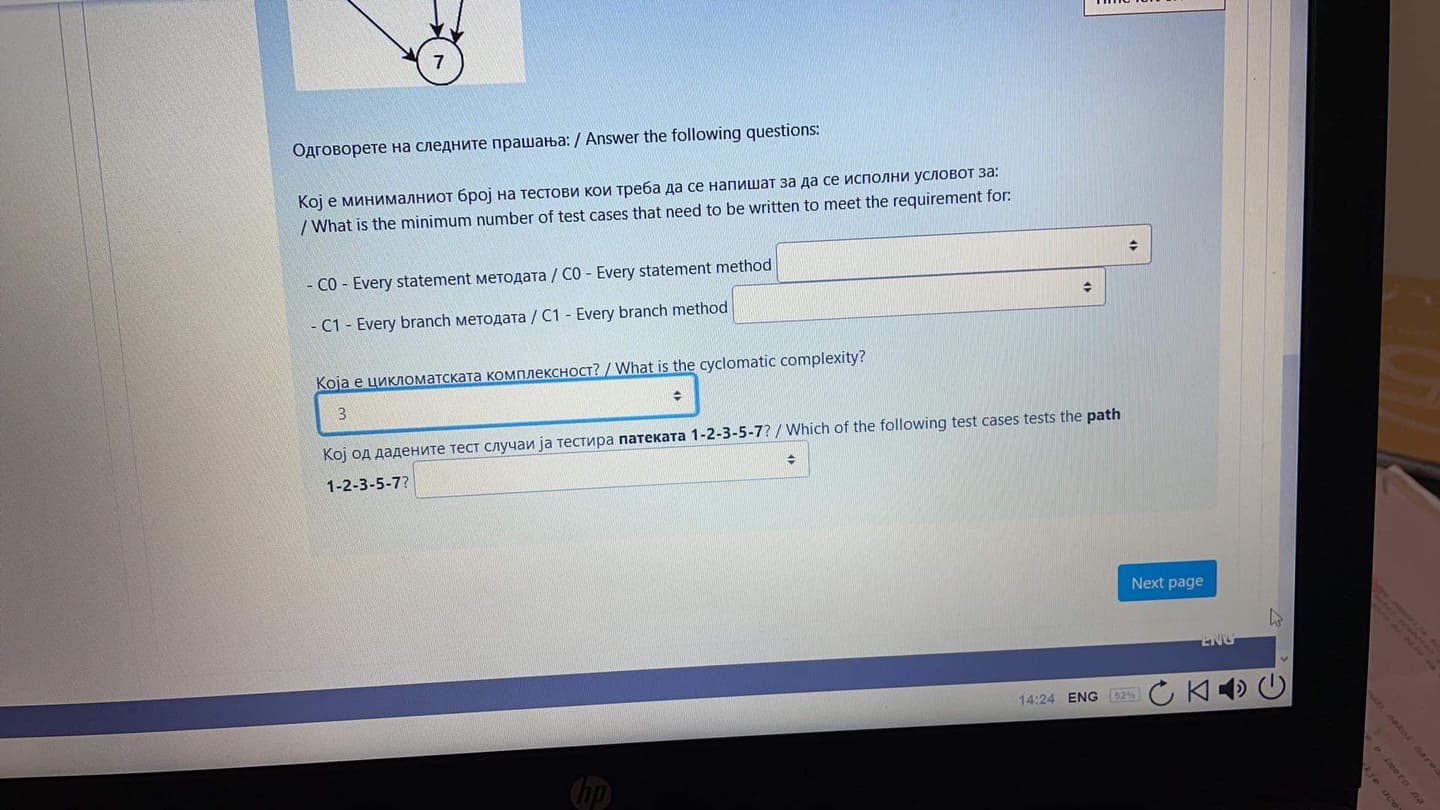 7
Одговорете на следните прашања: / Answer the following questions:
Кој е минималниот број на тестови кои треба да се напишат за да се исполни условот за:
/ What is the minimum number of test cases that need to be written to meet the requirement for:
- C0 - Every statement методата / C0 - Every statement method
- C1 - Every branch методата / C1 - Every branch method
Која е цикломатската комплексност? / What is the cyclomatic complexity?
3
Кој од дадените тест случаи ја тестира патеката 1-2-3-5-7? / Which of the following test cases tests the path
1-2-3-5-7?
Next page
ENG
14:24 ENG 52%
hp